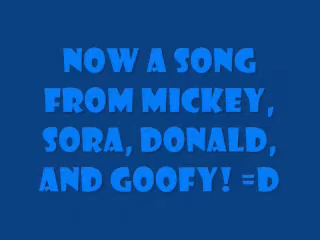 NOW A SONG
FROM MICKEY,
SORA, DONALD,
AND GOOFY! =D